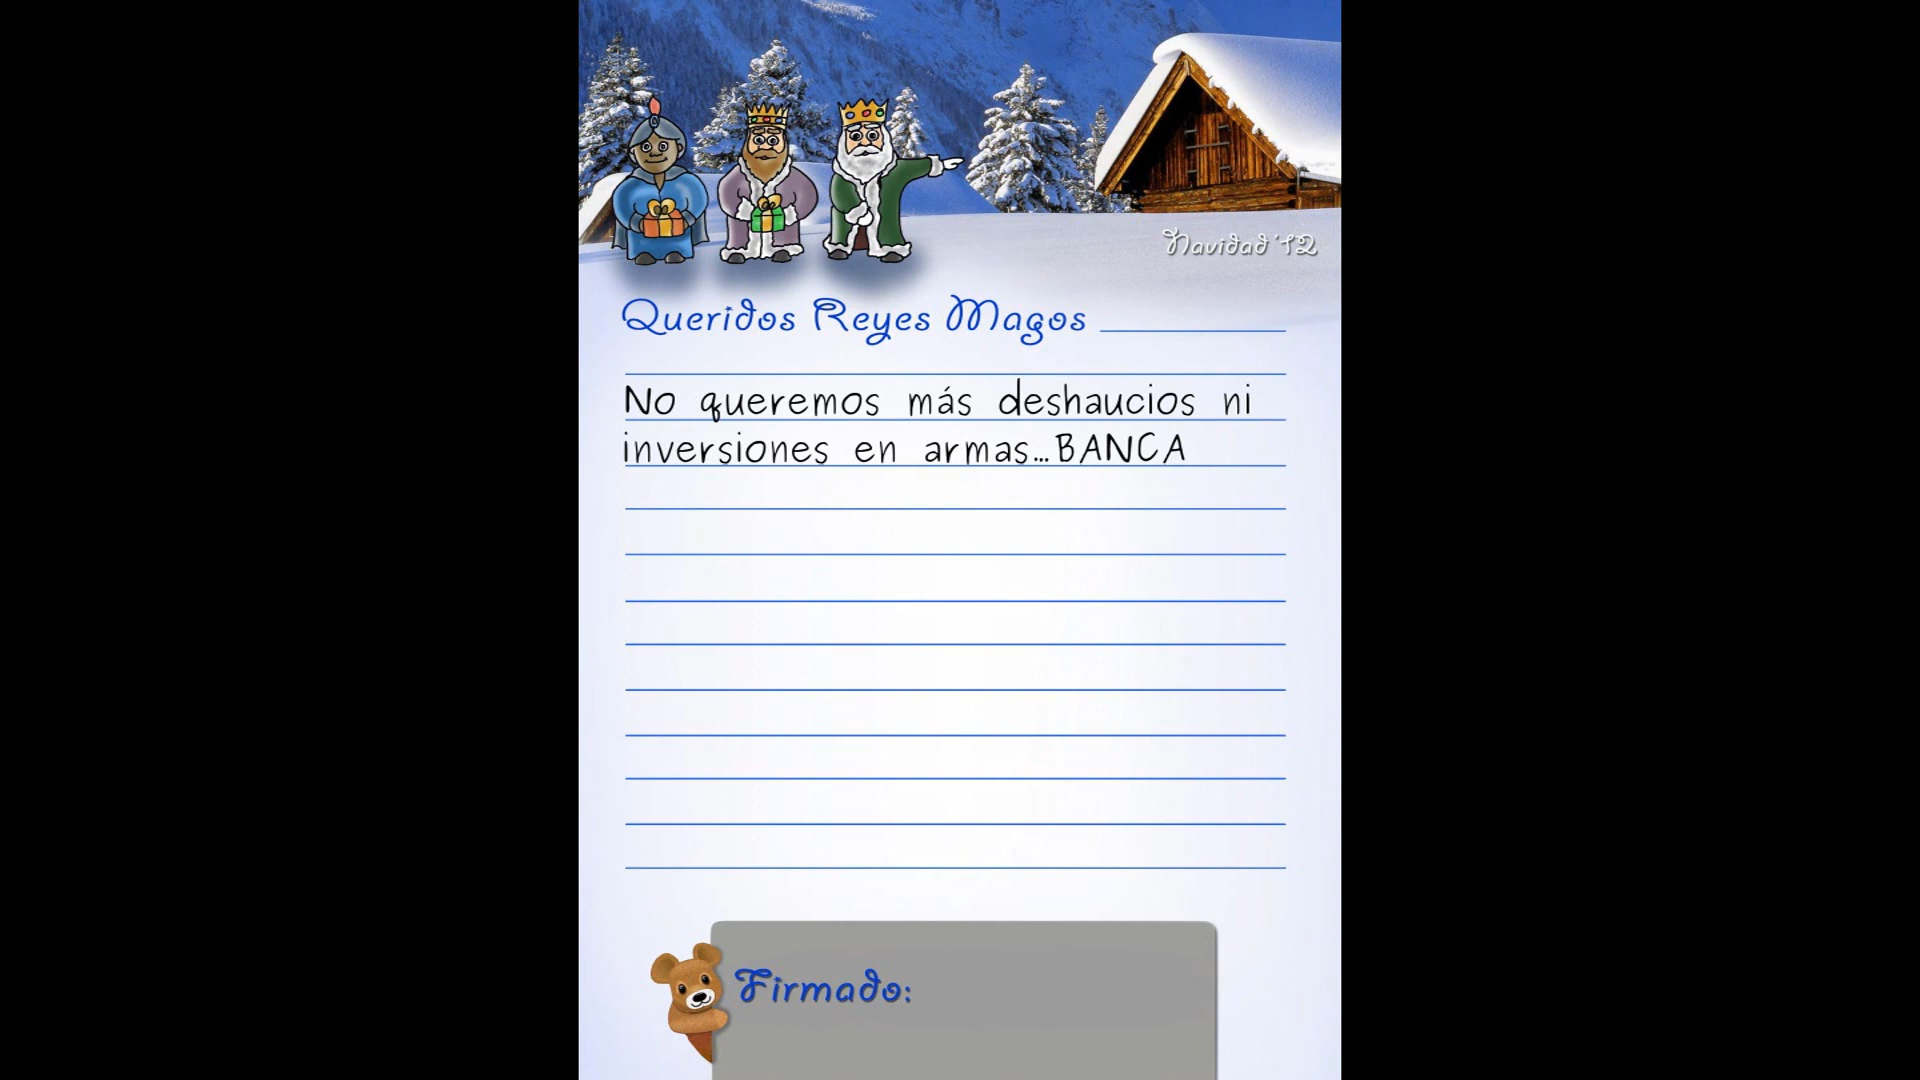 Navidad '12
Queridos Reyes Magos
No queremos más deshaucios ni
inversiones en armas...BANCA
Firmado: